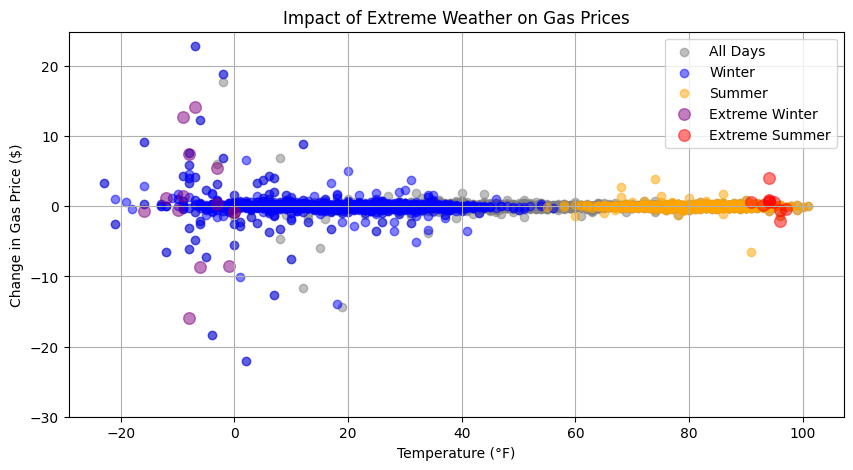 Impact of Extreme Weather on Gas Prices
All Days
Winter
Summer
Extreme Winter
Extreme Summer
Change in Gas Price ($)
20
10
0
−10
−20
−30
−20
0
20
40
60
80
100
Temperature (°F)